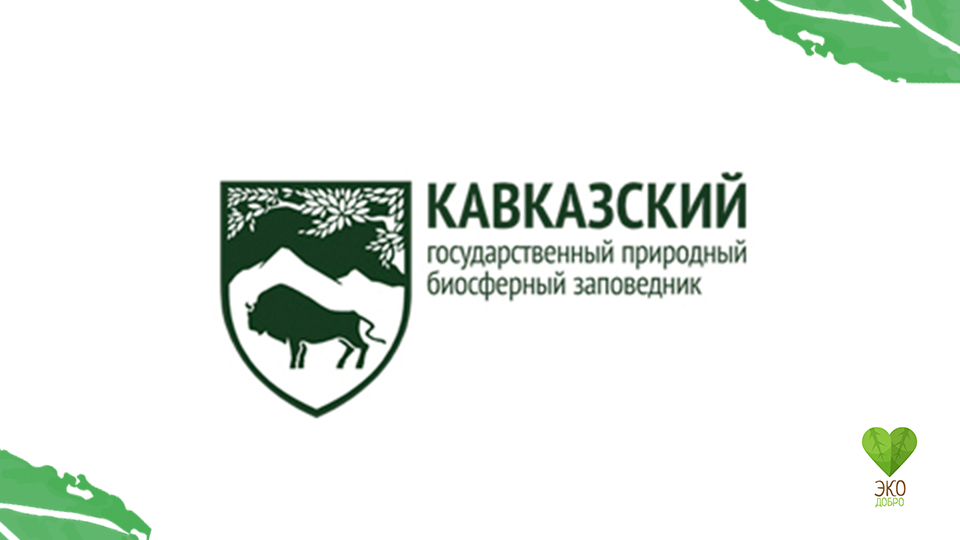 КАВКАЗСКИЙ
государственный природный
биосферный заповедник
ЭКО
ДОБРО